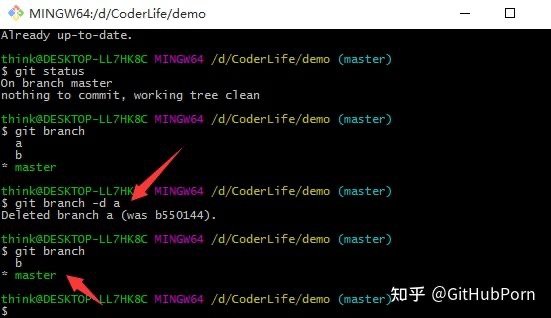 MINGW64:/d/CoderLife/demo
Already up-to-date.
think@DESKTOP-LL7HK8C MINGW64 /d/CoderLife/demo (master)
$ git status
On branch master
nothing to commit, working tree clean
think@DESKTOP-LL7HK8C MINGW64 /d/CoderLife/demo (master)
$ git branch
a
b
* master
think@DESKTOP-LL7HK8C MINGW64 /d/CoderLife/demo (master)
$ git branch -d a
Deleted branch a (was b550144).
think@DESKTOP-LL7HK8C MINGW64 /d/CoderLife/demo (master)
$ git branch
b
* master
知乎 @GitHubPorn
think@DESKTOP-LL7HK8C MINGW64 /d/CoderLife/demo (master)
$